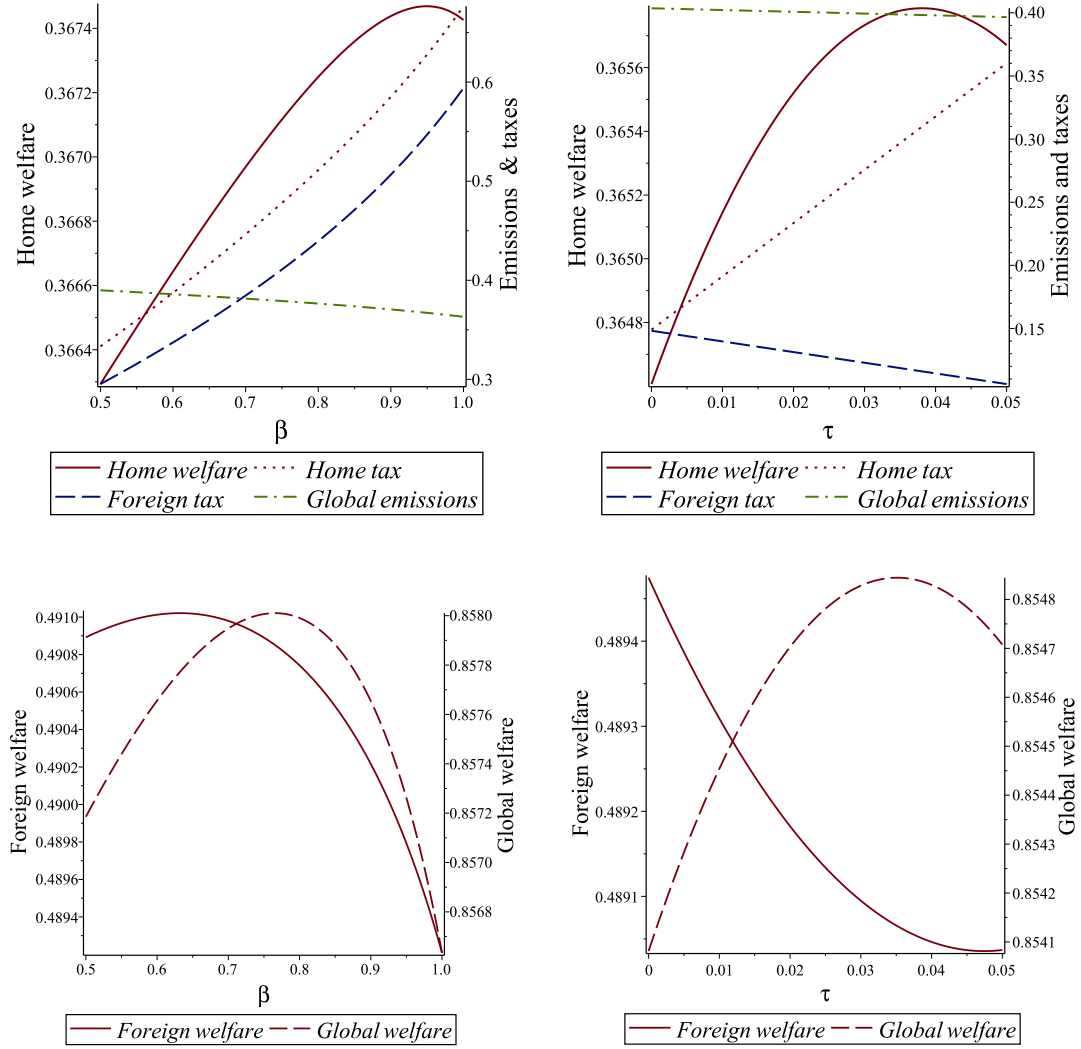 0.3674
0.3672
0.3670
0.3668
0.3666
0.3664
Home welfare
0.6
0.5
0.4
0.3
Emissions & taxes
0.5 0.6 0.7 0.8 0.9 1.0
β
Home welfare Home tax
Foreign tax Global emissions
0.3656
0.3654
0.3652
0.3650
0.3648
Home welfare
0.40
0.35
0.30
0.25
0.20
0.15
Emissions and taxes
0 0.01 0.02 0.03 0.04 0.05
τ
Home welfare Home tax
Foreign tax Global emissions
0.4910
0.4908
0.4906
0.4904
0.4902
0.4900
0.4898
0.4896
0.4894
Foreign welfare
0.8580
0.8578
0.8576
0.8574
0.8572
0.8570
0.8568
Global welfare
0.5 0.6 0.7 0.8 0.9 1.0
β
Foreign welfare Global welfare
0.4894
0.4893
0.4892
0.4891
Foreign welfare
0.8548
0.8547
0.8546
0.8545
0.8544
0.8543
0.8542
0.8541
Global welfare
0 0.01 0.02 0.03 0.04 0.05
τ
Foreign welfare Global welfare